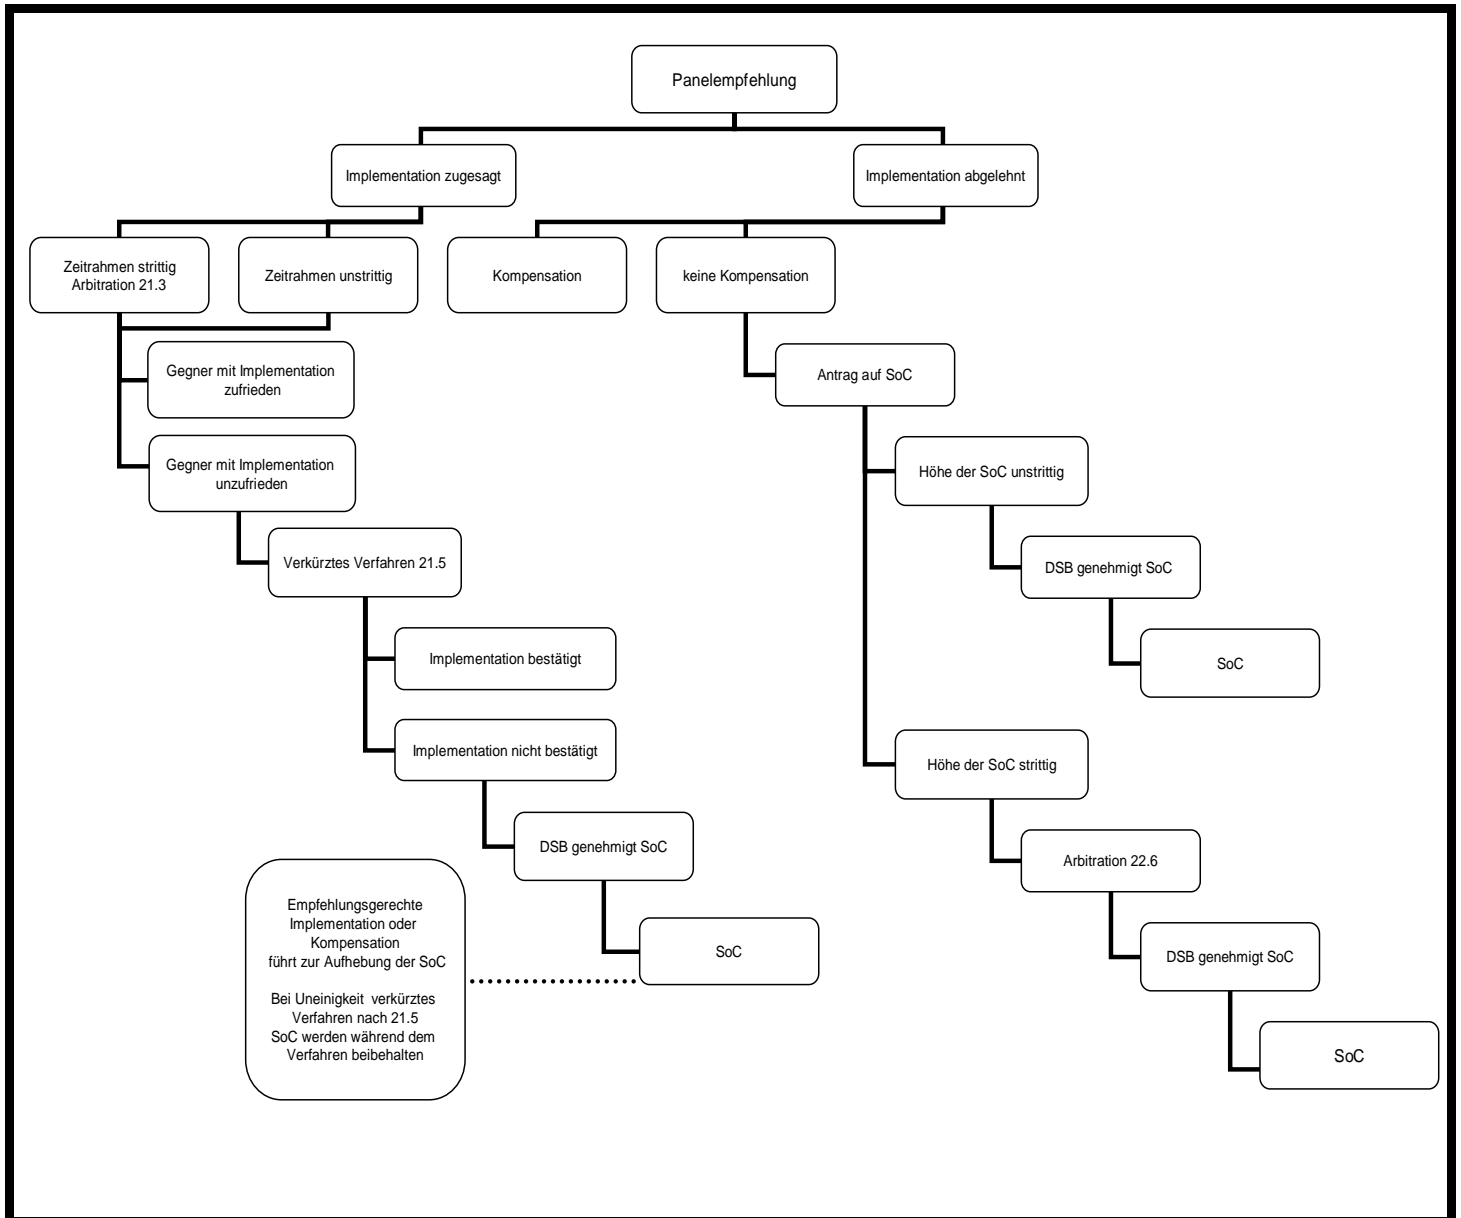 Panelempfehlung
Implementation zugesagt
Implementation abgelehnt
Zeitrahmen strittig
Arbitration 21.3
Zeitrahmen unstrittig
Kompensation
keine Kompensation
Gegner mit Implementation
zufrieden
Antrag auf SoC
Gegner mit Implementation
unzufrieden
Höhe der SoC unstrittig
Verkürztes Verfahren 21.5
DSB genehmigt SoC
Implementation bestätigt
SoC
Implementation nicht bestätigt
Höhe der SoC strittig
DSB genehmigt SoC
Arbitration 22.6
Empfehlungsgerechte
Implementation oder
Kompensation
führt zur Aufhebung der SoC
Bei Uneinigkeit verkürztes
Verfahren nach 21.5
SoC werden während dem
Verfahren beibehalten
SoC
DSB genehmigt SoC
SoC